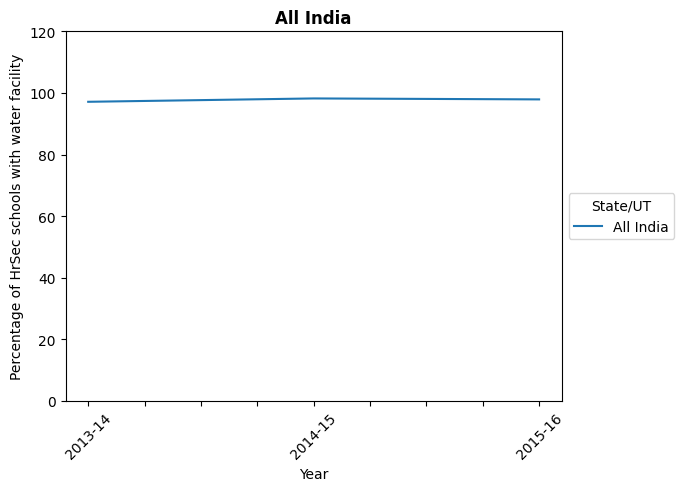 All India
120
100
80
60
40
20
0
Percentage of HrSec schools with water facility
2013-14
2014-15
2015-16
Year
State/UT
All India